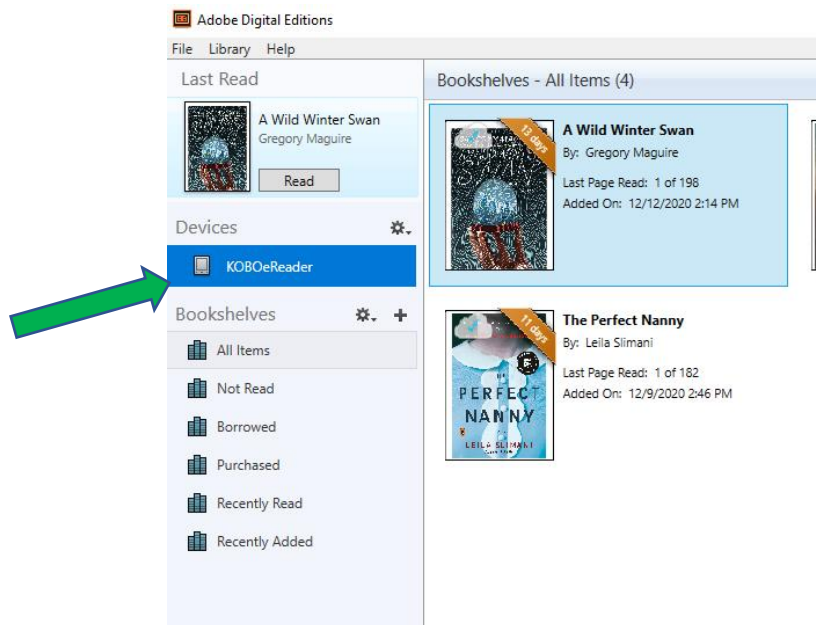 Adobe Digital Editions
File Library Help
Last Read
A Wild Winter Swan
Gregory Maguire
Read
Devices
KOBOeReader
Bookshelves
All Items
Not Read
Borrowed
Purchased
Recently Read
Recently Added
Bookshelves - All Items (4)
13 days
A Wild Winter Swan
By: Gregory Maguire
Last Page Read: 1 of 198
Added On: 12/12/2020 2:14 PM
11 days
THE
PERFECT
NANNY
LEILA SLIMANI
The Perfect Nanny
By: Leila Slimani
Last Page Read: 1 of 182
Added On: 12/9/2020 2:46 PM